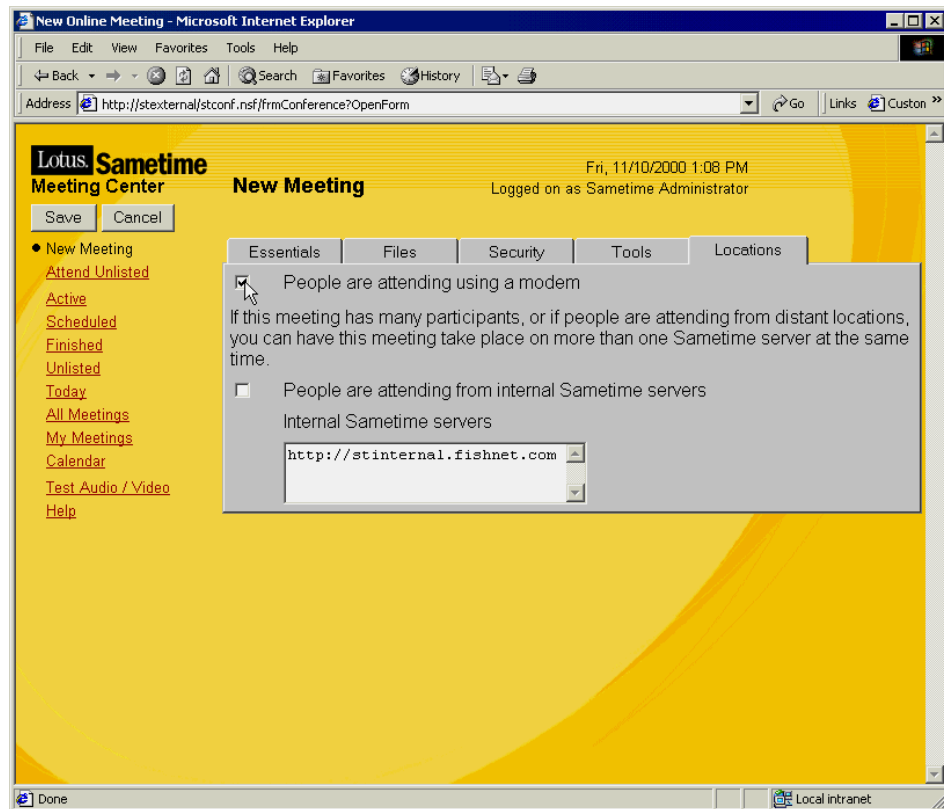 New Online Meeting - Microsoft Internet Explorer
File Edit View Favorites Tools Help
Back Search Favorites History
Address http://stexternal/stconf.nsf/frmConference?OpenForm Go Links Custon »
Lotus. Sametime
Meeting Center
New Meeting
Fri, 11/10/2000 1:08 PM
Logged on as Sametime Administrator
Save Cancel
New Meeting
Attend Unlisted
Active
Scheduled
Finished
Unlisted
Today
All Meetings
My Meetings
Calendar
Test Audio / Video
Help
Essentials Files Security Tools Locations
People are attending using a modem
If this meeting has many participants, or if people are attending from distant locations,
you can have this meeting take place on more than one Sametime server at the same
time.
People are attending from internal Sametime servers
Internal Sametime servers
http://stinternal.fishnet.com
Done Local intranet